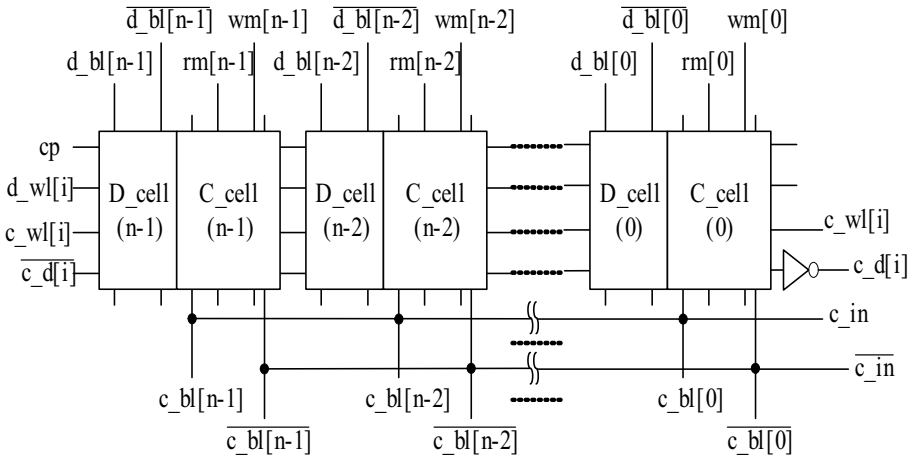 d_bl[n-1] wm[n-1] d_bl[n-2] wm[n-2] d_bl[0] wm[0]
d_bl[n-1] rm[n-1] d_bl[n-2] rm[n-2] d_bl[0] rm[0]
cp
d_wl[i]
c_wl[i]
c_d[i]
D_cell
(n-1)
C_cell
(n-1)
D_cell
(n-2)
C_cell
(n-2)
D_cell
(0)
C_cell
(0)
c_wl[i]
c_d[i]
c_in
c_in
c_bl[n-1] c_bl[n-2] c_bl[0]
c_bl[n-1] c_bl[n-2] c_bl[0]